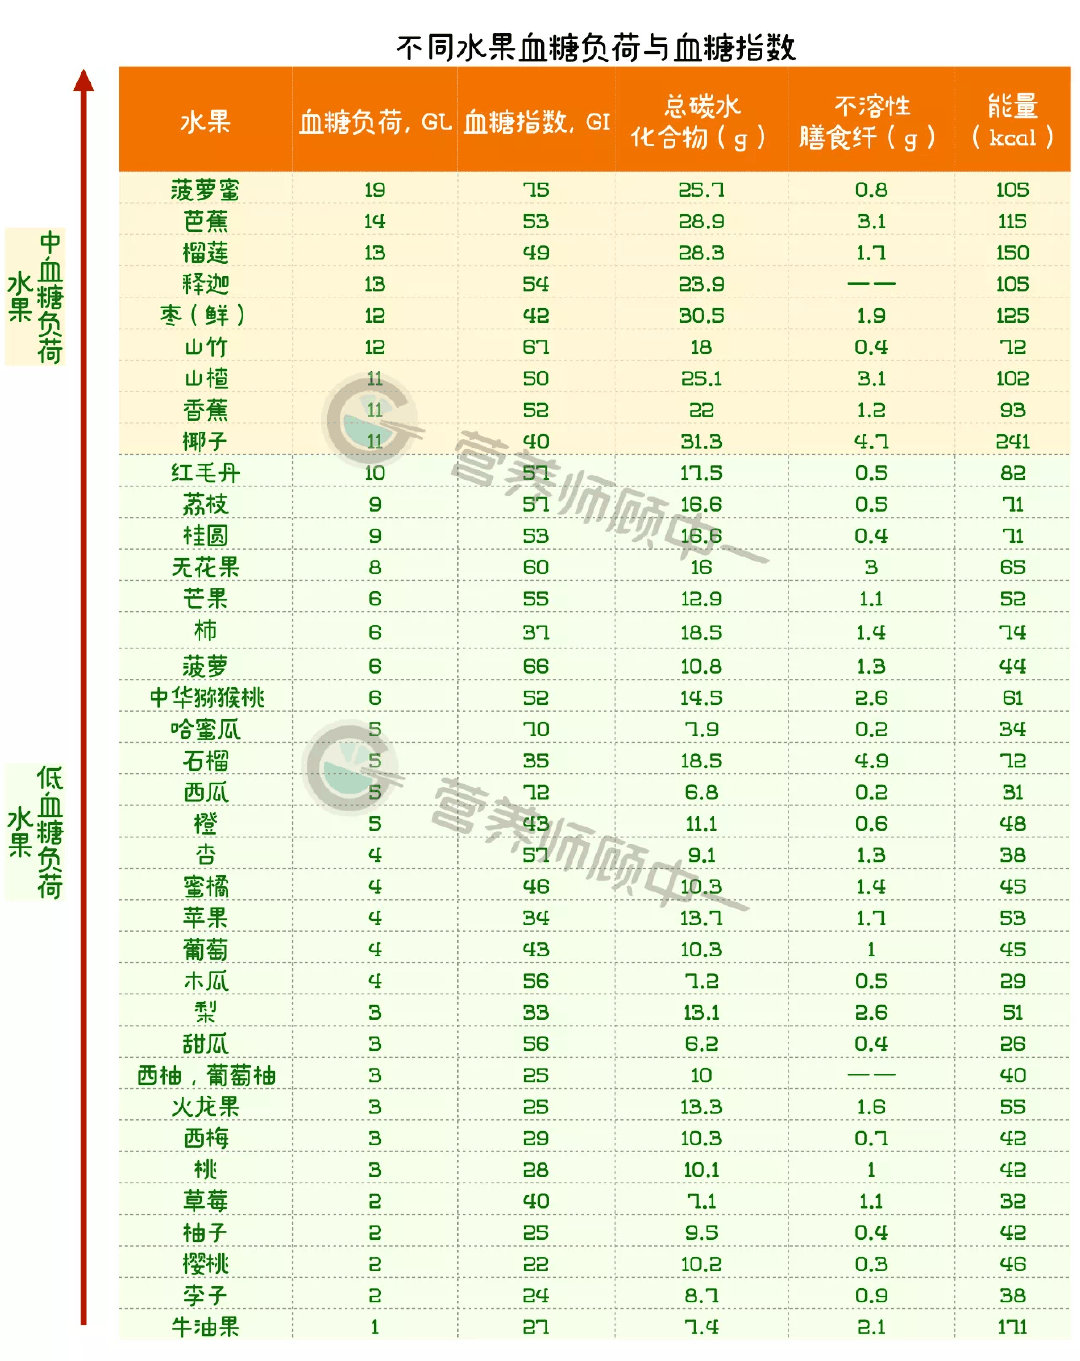 不同水果血糖负荷与血糖指数
水果 血糖负荷, GL 血糖指数, GI 总碳水化合物(g) 不溶性膳食纤(g) 能量(kcal)
菠萝蜜 19 75 25.7 0.8 105
芭蕉 14 53 28.9 3.1 115
榴莲 13 49 28.3 1.7 150
释迦 13 54 23.9 —— 105
枣(鲜) 12 42 30.5 1.9 125
山竹 12 67 18 0.4 72
山楂 11 50 25.1 3.1 102
香蕉 11 52 22 1.2 93
椰子 11 40 31.3 4.7 241
红毛丹 10 57 17.5 0.5 82
荔枝 9 57 16.6 0.5 71
桂圆 9 53 16.6 0.4 71
无花果 8 60 16 3 65
芒果 6 55 12.9 1.1 52
柿 6 37 18.5 1.4 74
菠萝 6 66 10.8 1.3 44
中华猕猴桃 6 52 14.5 2.6 61
哈蜜瓜 5 70 7.9 0.2 34
石榴 5 35 18.5 4.9 72
西瓜 5 72 6.8 0.2 31
橙 5 43 11.1 0.6 48
杏 4 57 9.1 1.3 38
蜜橘 4 46 10.3 1.4 45
苹果 4 34 13.7 1.7 53
葡萄 4 43 10.3 1 45
木瓜 4 56 7.2 0.5 29
梨 3 33 13.1 2.6 51
甜瓜 3 56 6.2 0.4 26
西柚，葡萄柚 3 25 10 —— 40
火龙果 3 25 13.3 1.6 55
西梅 3 29 10.3 0.7 42
桃 3 28 10.1 1 42
草莓 2 40 7.1 1.1 32
柚子 2 25 9.5 0.4 42
樱桃 2 22 10.2 0.3 46
李子 2 24 8.7 0.9 38
牛油果 1 27 7.4 2.1 171
中血糖负荷
水果
低血糖负荷
水果
营养师顾中一
营养师顾中一